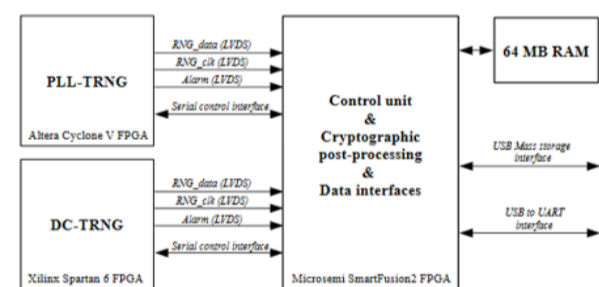 PLL-TRNG
Altera Cyclone V FPGA
RNG_data (LVDS)
RNG_clk (LVDS)
Alarm (LVDS)
Serial control interface
DC-TRNG
Xilinx Spartan 6 FPGA
RNG_data (LVDS)
RNG_clk (LVDS)
Alarm (LVDS)
Serial control interface
Control unit
&
Cryptographic
post-processing
&
Data interfaces
Microsemi SmartFusion2 FPGA
64 MB RAM
USB Mass storage
interface
USB to UART
interface